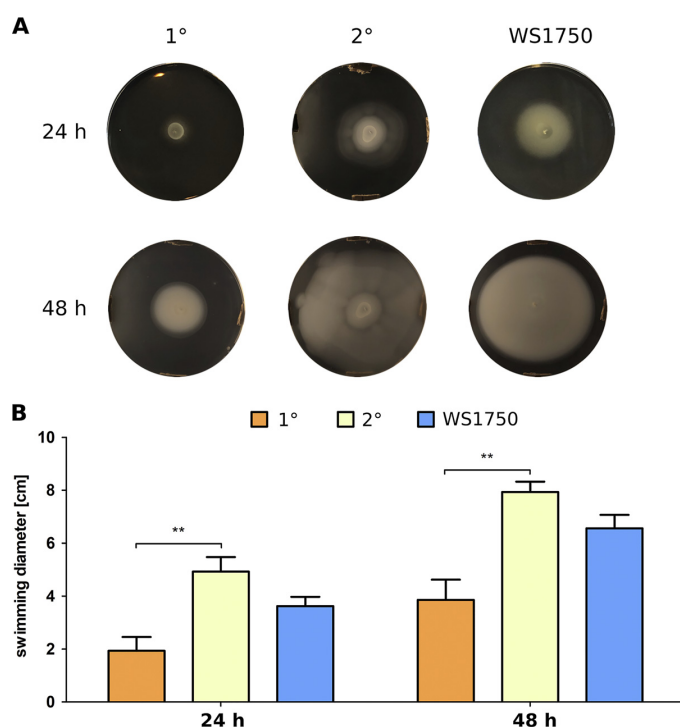 A
1° 2° WS1750
24 h
48 h
B
1° 2° WS1750
10
8
6
4
2
0
swimming diameter [cm]
**
**
24 h 48 h